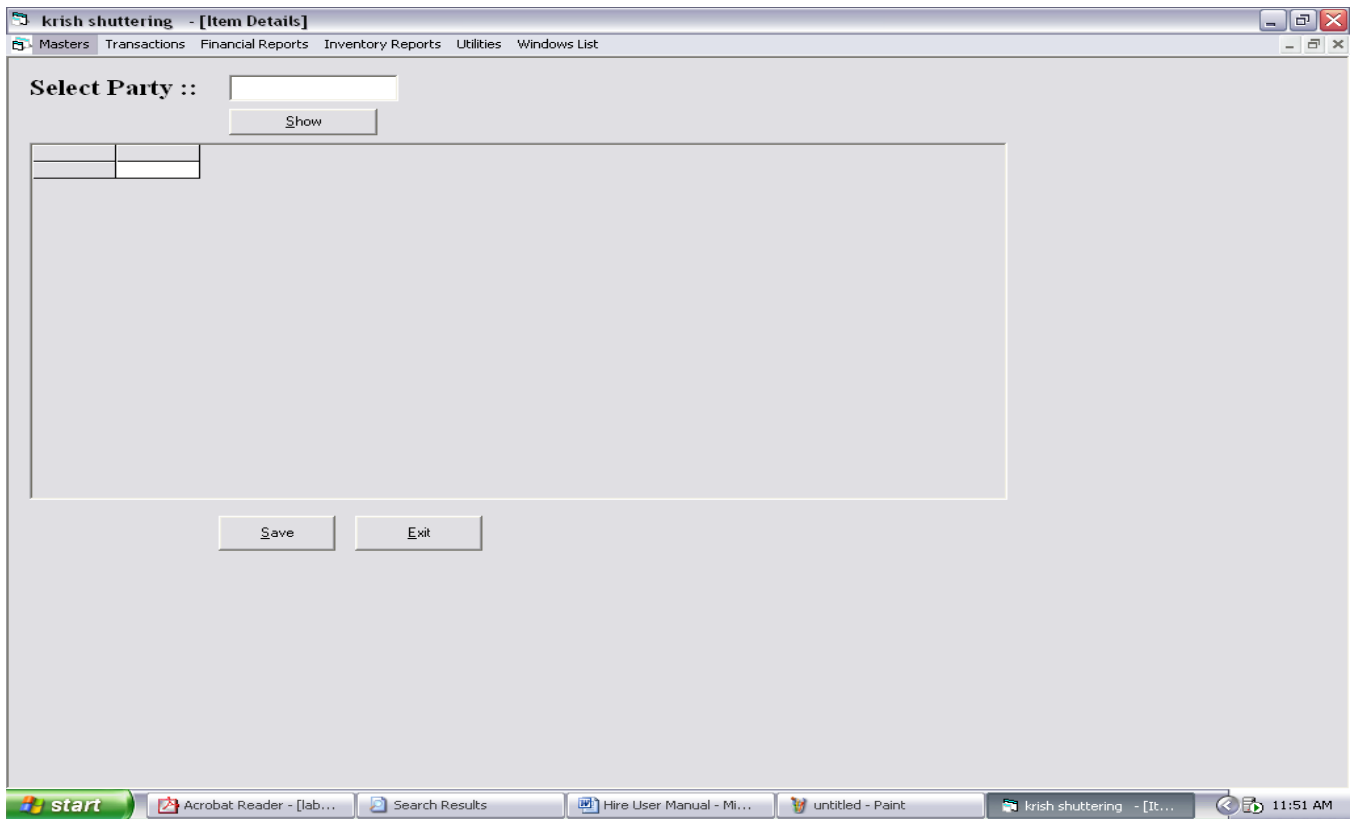 krish shuttering - [Item Details]
Masters Transactions Financial Reports Inventory Reports Utilities Windows List
Select Party ::
Show
Save Exit
start Acrobat Reader - [lab... Search Results Hire User Manual - Mi... untitled - Paint krish shuttering - [It... 11:51 AM